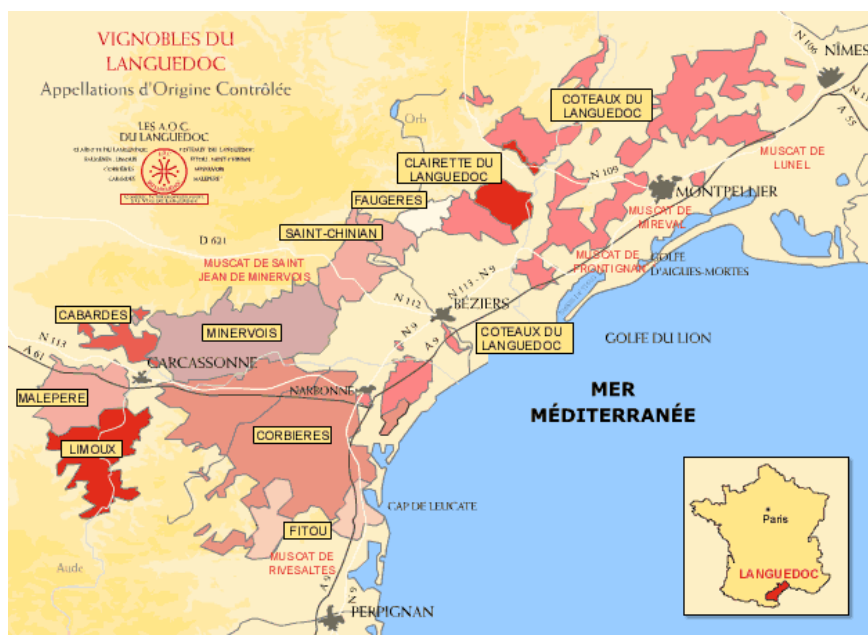 VIGNOBLES DU
LANGUEDOC
Appellations d'Origine Contrôlée
LES A.O.C.
DU LANGUEDOC
N 106
NÎMES
A 55
COTEAUX DU
LANGUEDOC
Orb
MUSCAT DE
LUNEL
CLAIRETTE DU
LANGUEDOC
N 109
MONTPELLIER
FAUGERES
MUSCAT DE
MIREVAL
SAINT-CHINIAN
D 621
MUSCAT DE SAINT
JEAN DE MINERVOIS
MUSCAT DE
FRONTIGNAN
GOLFE
D'AIGUES-MORTES
N 113 - N 9
N 112
BÉZIERS
CABARDES
MINERVOIS
N 9
A 9
COTEAUX DU
LANGUEDOC
GOLFE DU LION
N 113
A 61
CARCASSONNE
NARBONNE
MER
MÉDITERRANÉE
MALEPERE
CORBIERES
LIMOUX
CAP DE LEUCATE
FITOU
MUSCAT DE
RIVESALTES
Aude
A 9
N 9
PERPIGNAN
Paris
LANGUEDOC